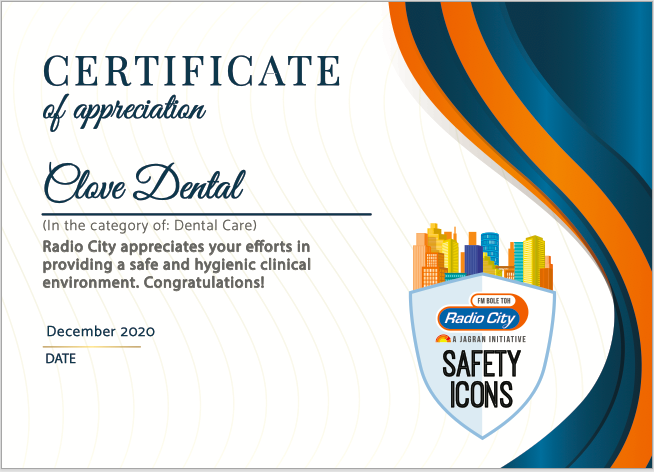 CERTIFICATE
of appreciation
Clove Dental
(In the category of: Dental Care)
Radio City appreciates your efforts in
providing a safe and hygienic clinical
environment. Congratulations!
December 2020
DATE
FM BOLE TOH
Radio City
A JAGRAN INITIATIVE
SAFETY
ICONS